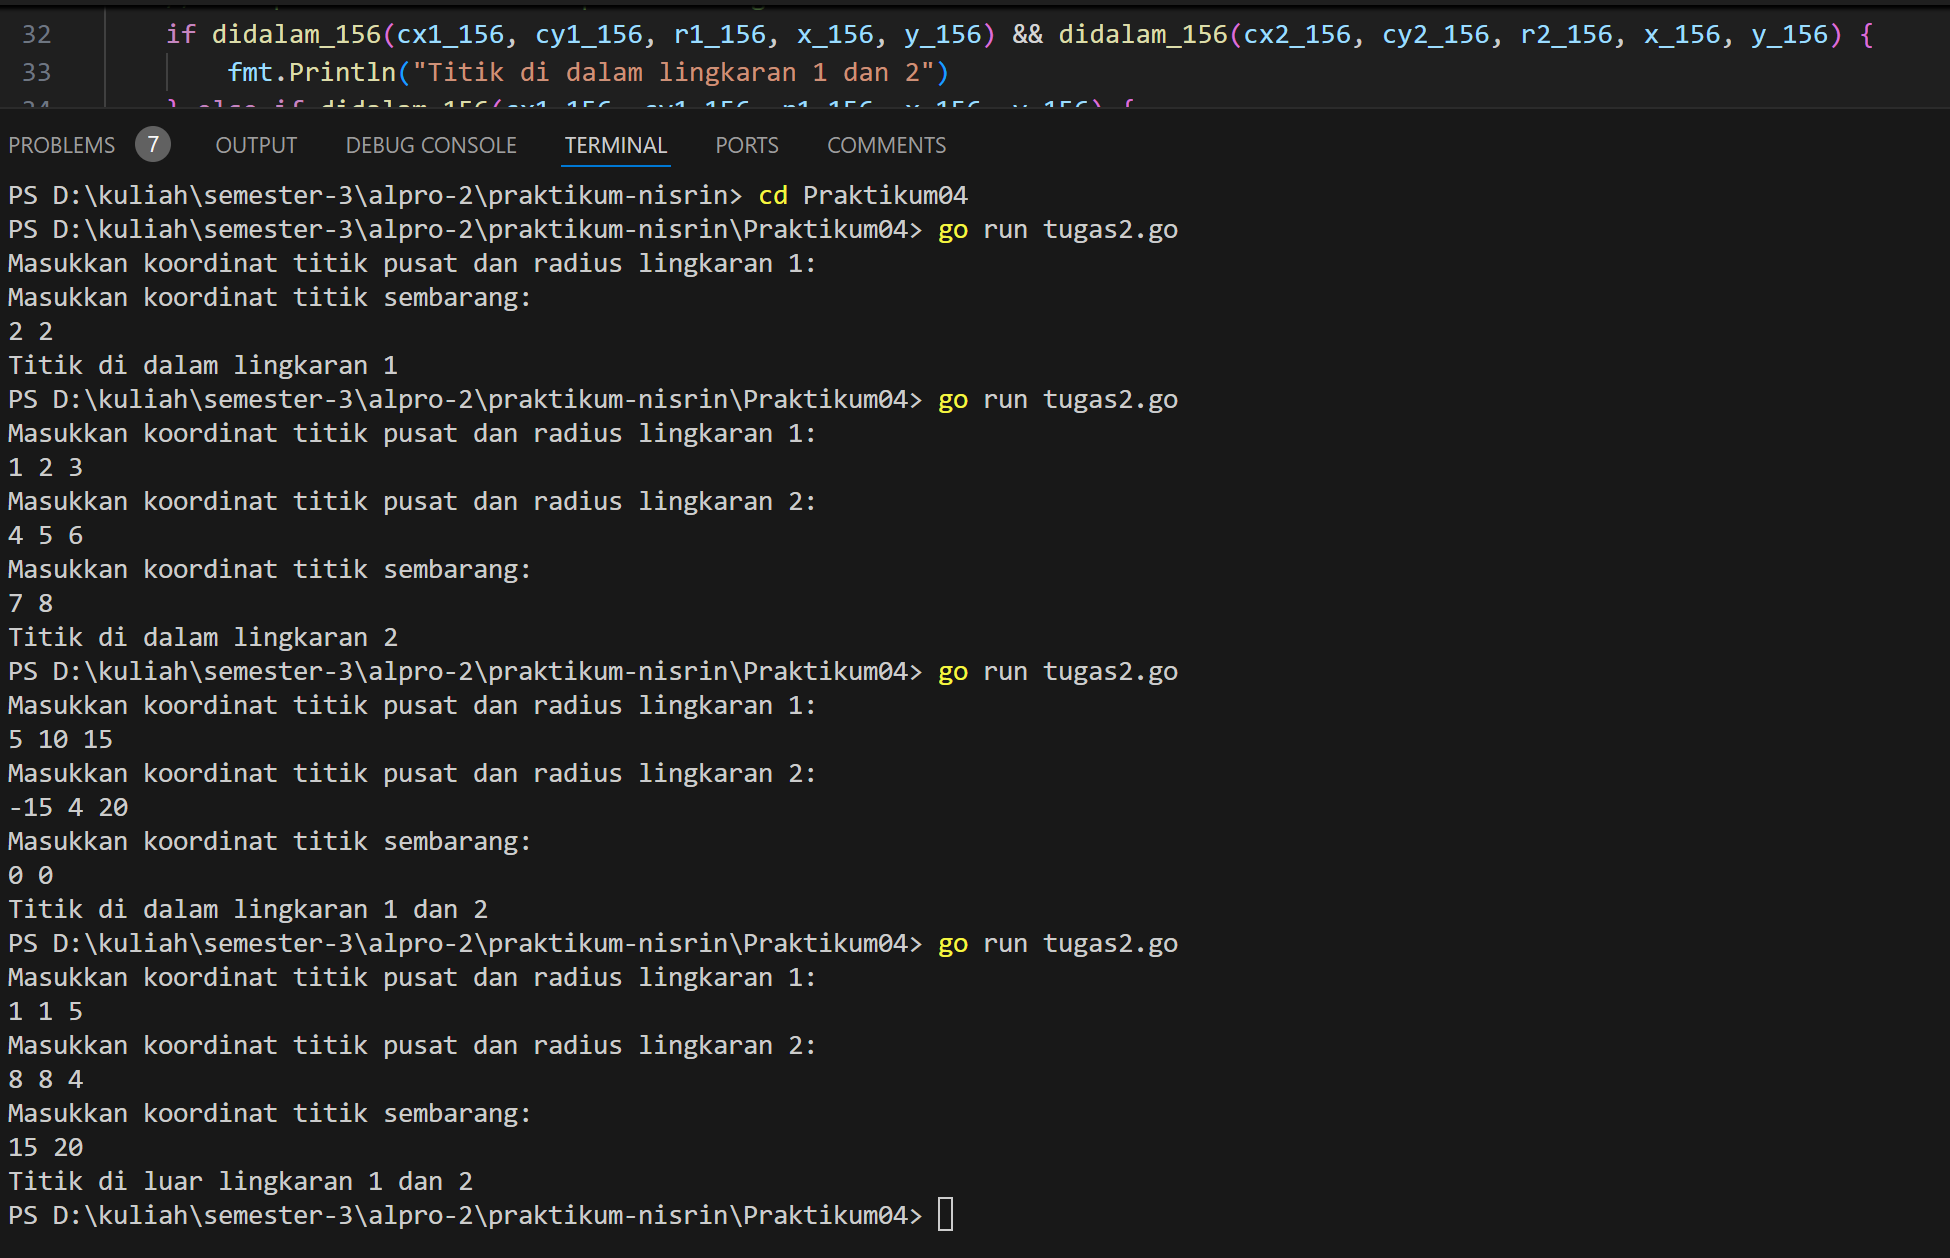 32 if didalam_156(cx1_156, cy1_156, r1_156, x_156, y_156) && didalam_156(cx2_156, cy2_156, r2_156, x_156, y_156) {
33 fmt.Println("Titik di dalam lingkaran 1 dan 2")
34 } else if didalam_156(cx1_156, cy1_156, r1_156, x_156, y_156) {
PROBLEMS 7 OUTPUT DEBUG CONSOLE TERMINAL PORTS COMMENTS
PS D:\kuliah\semester-3\alpro-2\praktikum-nisrin> cd Praktikum04
PS D:\kuliah\semester-3\alpro-2\praktikum-nisrin\Praktikum04> go run tugas2.go
Masukkan koordinat titik pusat dan radius lingkaran 1:
Masukkan koordinat titik sembarang:
2 2
Titik di dalam lingkaran 1
PS D:\kuliah\semester-3\alpro-2\praktikum-nisrin\Praktikum04> go run tugas2.go
Masukkan koordinat titik pusat dan radius lingkaran 1:
1 2 3
Masukkan koordinat titik pusat dan radius lingkaran 2:
4 5 6
Masukkan koordinat titik sembarang:
7 8
Titik di dalam lingkaran 2
PS D:\kuliah\semester-3\alpro-2\praktikum-nisrin\Praktikum04> go run tugas2.go
Masukkan koordinat titik pusat dan radius lingkaran 1:
5 10 15
Masukkan koordinat titik pusat dan radius lingkaran 2:
-15 4 20
Masukkan koordinat titik sembarang:
0 0
Titik di dalam lingkaran 1 dan 2
PS D:\kuliah\semester-3\alpro-2\praktikum-nisrin\Praktikum04> go run tugas2.go
Masukkan koordinat titik pusat dan radius lingkaran 1:
1 1 5
Masukkan koordinat titik pusat dan radius lingkaran 2:
8 8 4
Masukkan koordinat titik sembarang:
15 20
Titik di luar lingkaran 1 dan 2
PS D:\kuliah\semester-3\alpro-2\praktikum-nisrin\Praktikum04>